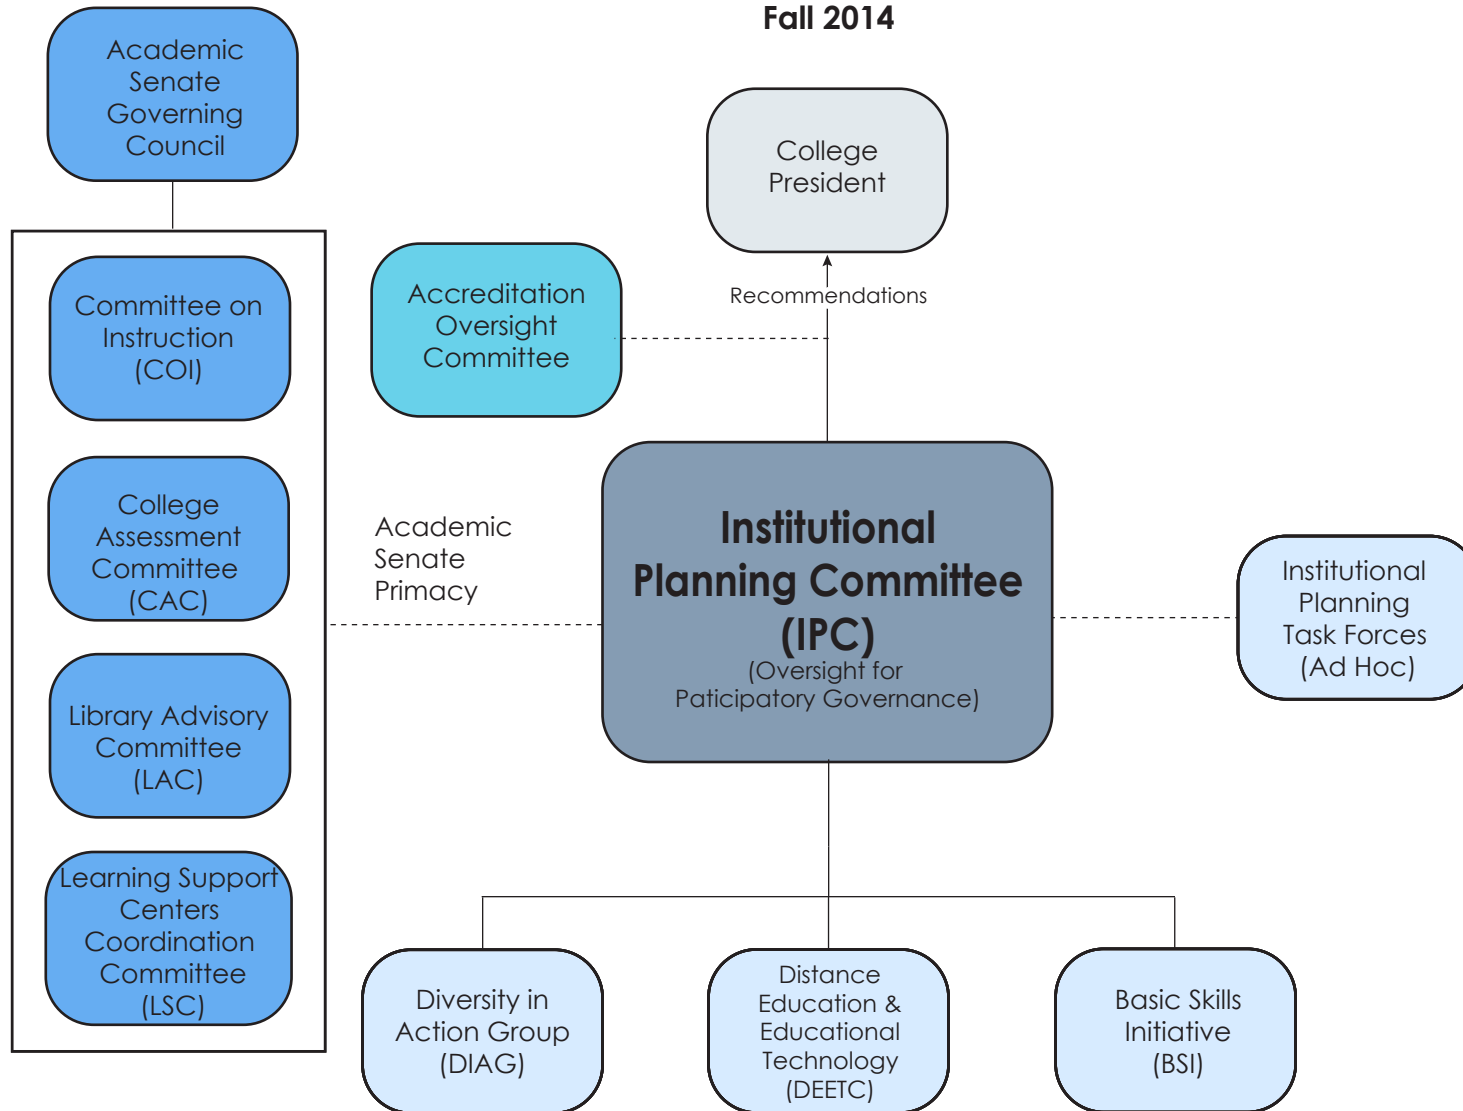 Fall 2014
Academic
Senate
Governing
Council
College
President
Committee on
Instruction
(COI)
Accreditation
Oversight
Committee
Recommendations
College
Assessment
Committee
(CAC)
Academic
Senate
Primacy
Institutional
Planning Committee
(IPC)
(Oversight for
Paticipatory Governance)
Institutional
Planning
Task Forces
(Ad Hoc)
Library Advisory
Committee
(LAC)
Learning Support
Centers
Coordination
Committee
(LSC)
Diversity in
Action Group
(DIAG)
Distance
Education &
Educational
Technology
(DEETC)
Basic Skills
Initiative
(BSI)